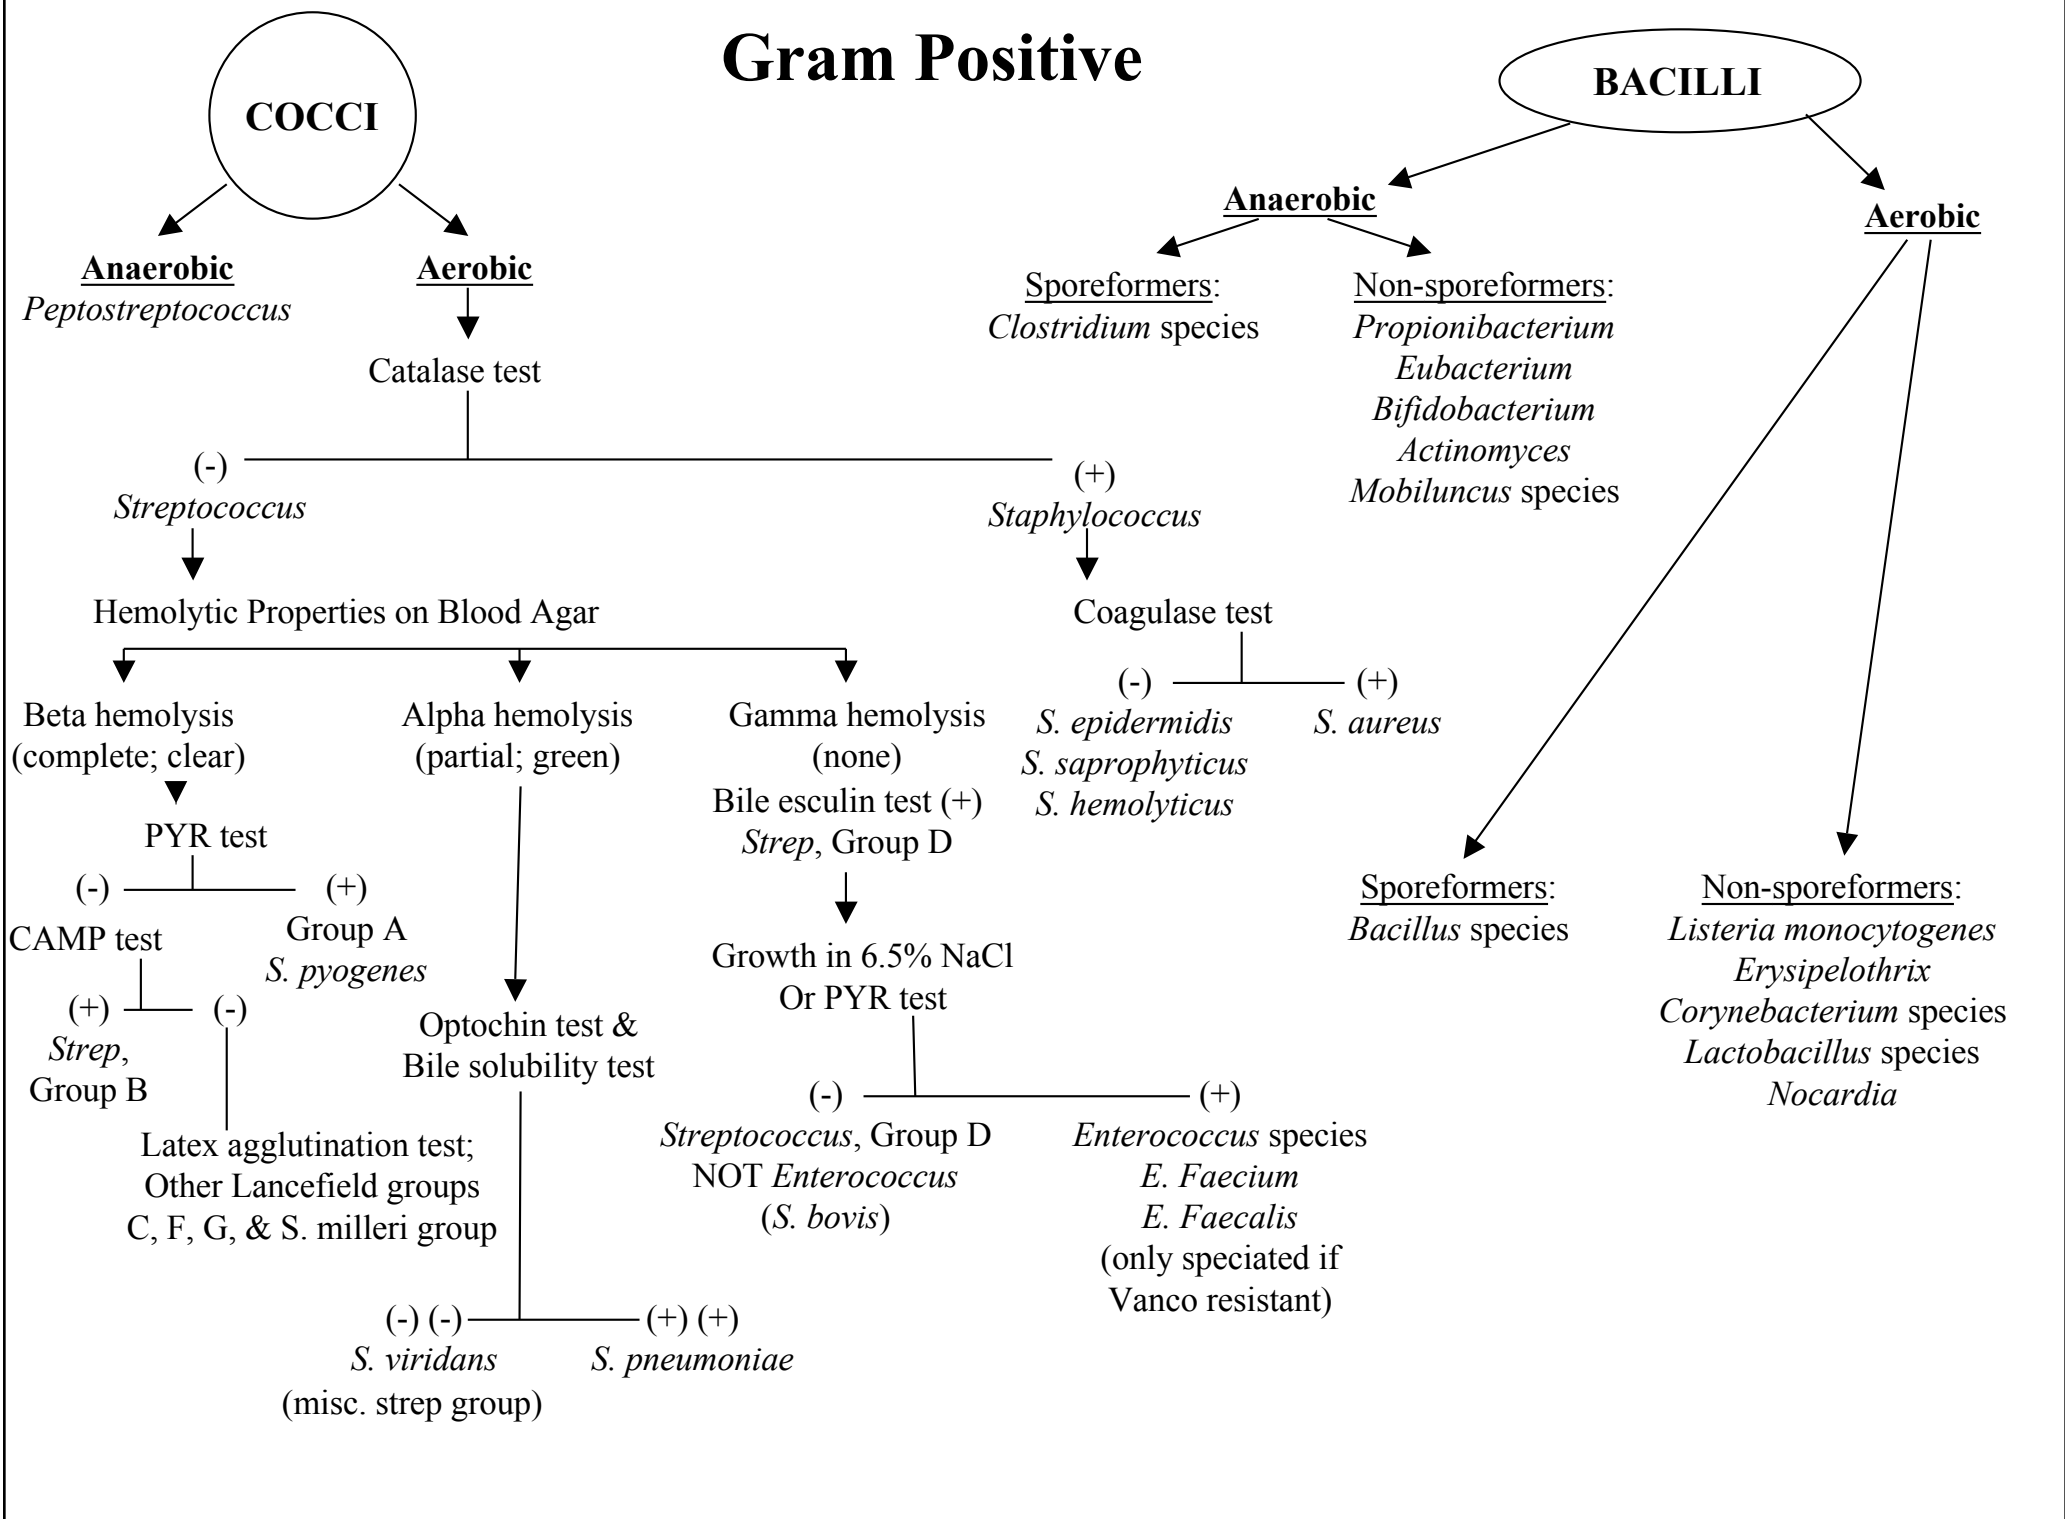 Gram Positive
COCCI
Anaerobic
Peptostreptococcus
Aerobic
Catalase test
(-)
Streptococcus
(+)
Staphylococcus
Hemolytic Properties on Blood Agar
Beta hemolysis
(complete; clear)
PYR test
(-)
CAMP test
(+)
Group A
S. pyogenes
(+)
Strep,
Group B
(-)
Latex agglutination test;
Other Lancefield groups
C, F, G, & S. milleri group
Alpha hemolysis
(partial; green)
Optochin test &
Bile solubility test
(-) (-)
S. viridans
(misc. strep group)
(+) (+)
S. pneumoniae
Gamma hemolysis
(none)
Bile esculin test (+)
Strep, Group D
Growth in 6.5% NaCl
Or PYR test
(-)
Streptococcus, Group D
NOT Enterococcus
(S. bovis)
(+)
Enterococcus species
E. Faecium
E. Faecalis
(only speciated if
Vanco resistant)
Coagulase test
(-)
S. epidermidis
S. saprophyticus
S. hemolyticus
(+)
S. aureus
BACILLI
Anaerobic
Sporeformers:
Clostridium species
Non-sporeformers:
Propionibacterium
Eubacterium
Bifidobacterium
Actinomyces
Mobiluncus species
Aerobic
Sporeformers:
Bacillus species
Non-sporeformers:
Listeria monocytogenes
Erysipelothrix
Corynebacterium species
Lactobacillus species
Nocardia